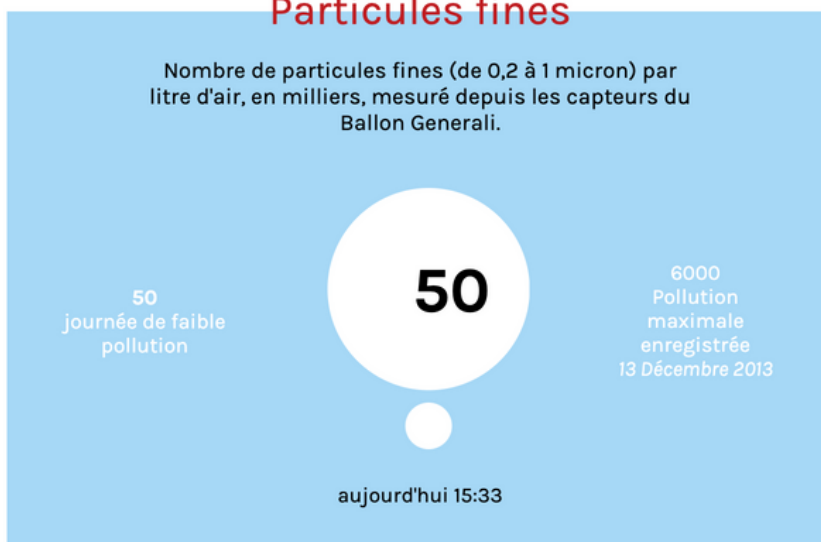 Particules fines
Nombre de particules fines (de 0,2 à 1 micron) par
litre d'air, en milliers, mesuré depuis les capteurs du
Ballon Generali.
50
50
journée de faible
pollution
6000
Pollution
maximale
enregistrée
13 Décembre 2013
aujourd'hui 15:33